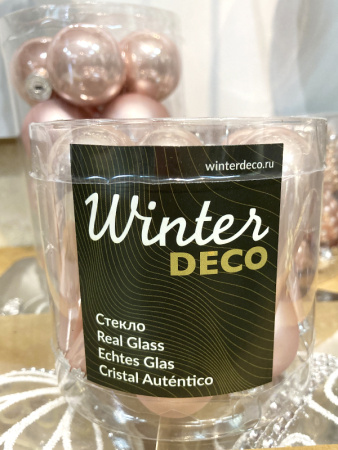 winterdeco.ru
Winter
DECO
Стекло
Real Glass
Echtes Glas
Cristal Auténtico